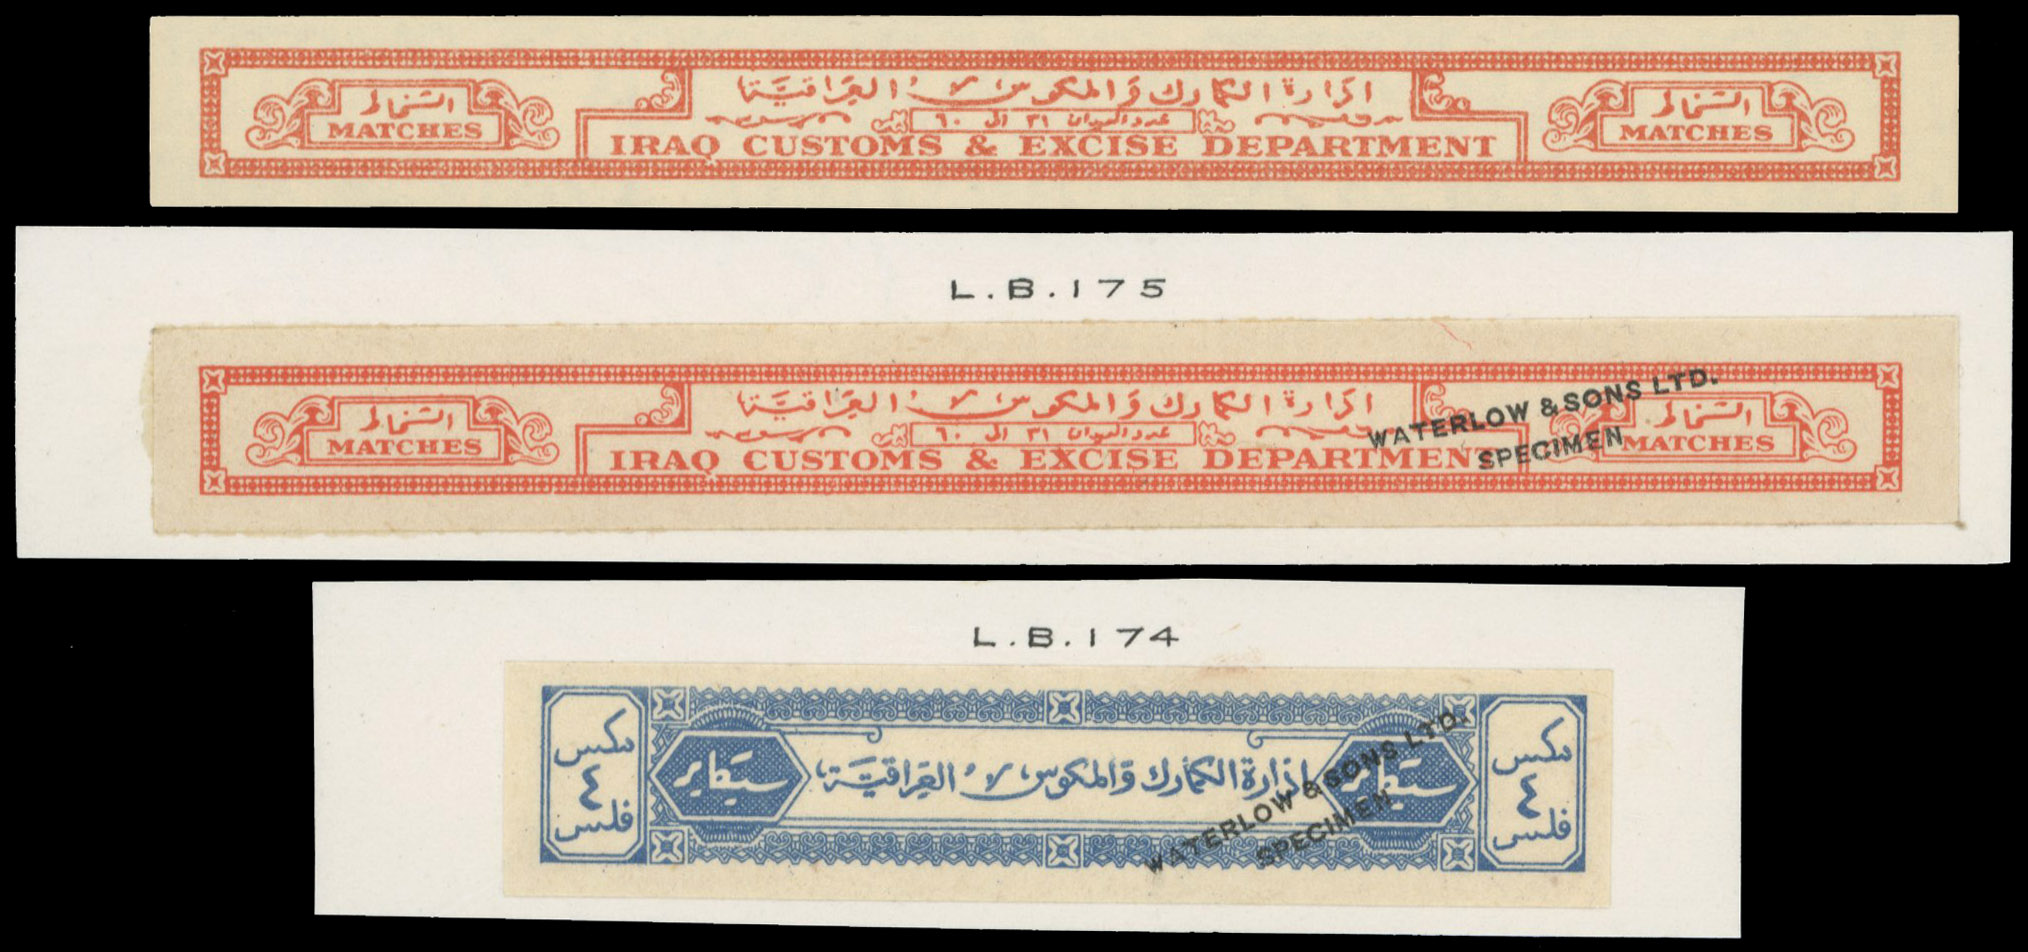 ادارة الكمارك والمكوس العراقية
الشخاط
MATCHES
عدد العيدان ٣١ الى ٦٠
IRAQ CUSTOMS & EXCISE DEPARTMENT
الشخاط
MATCHES
L.B.175
ادارة الكمارك والمكوس العراقية
الشخاط
MATCHES
عدد العيدان ٣١ الى ٦٠
IRAQ CUSTOMS & EXCISE DEPARTMENT
الشخاط
MATCHES
WATERLOW & SONS LTD.
SPECIMEN
L.B.174
مكس
٤
فلس
سيكاير
ادارة الكمارك والمكوس العراقية
سيكاير
مكس
٤
فلس
WATERLOW & SONS LTD.
SPECIMEN